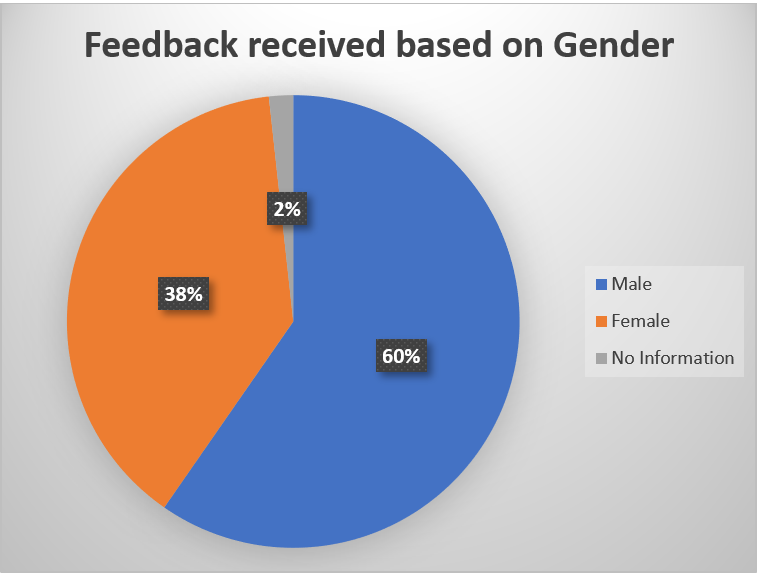 Feedback received based on Gender
2%
38%
60%
Male
Female
No Information